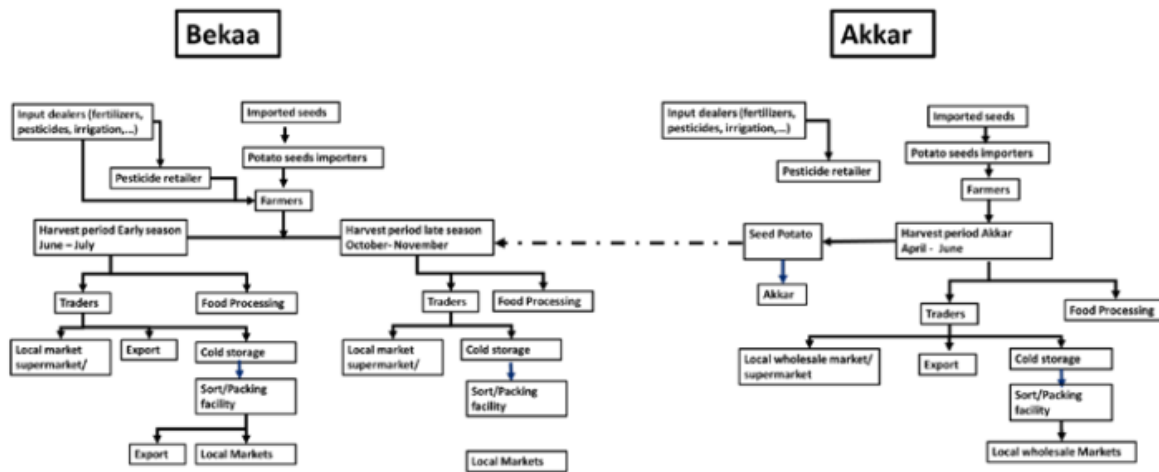 Bekaa
Input dealers (fertilizers,
pesticides, irrigation,...)
Imported seeds
Potato seeds importers
Pesticide retailer
Farmers
Harvest period Early season
June – July
Harvest period late season
October- November
Traders
Food Processing
Local market
supermarket/
Export
Cold storage
Sort/Packing
facility
Export
Local Markets
Traders
Food Processing
Local market
supermarket/
Cold storage
Sort/Packing
facility
Local Markets
Akkar
Input dealers (fertilizers,
pesticides, irrigation,...)
Imported seeds
Potato seeds importers
Pesticide retailer
Farmers
Seed Potato
Harvest period Akkar
April - June
Akkar
Traders
Food Processing
Local wholesale market/
supermarket
Export
Cold storage
Sort/Packing
facility
Local wholesale Markets